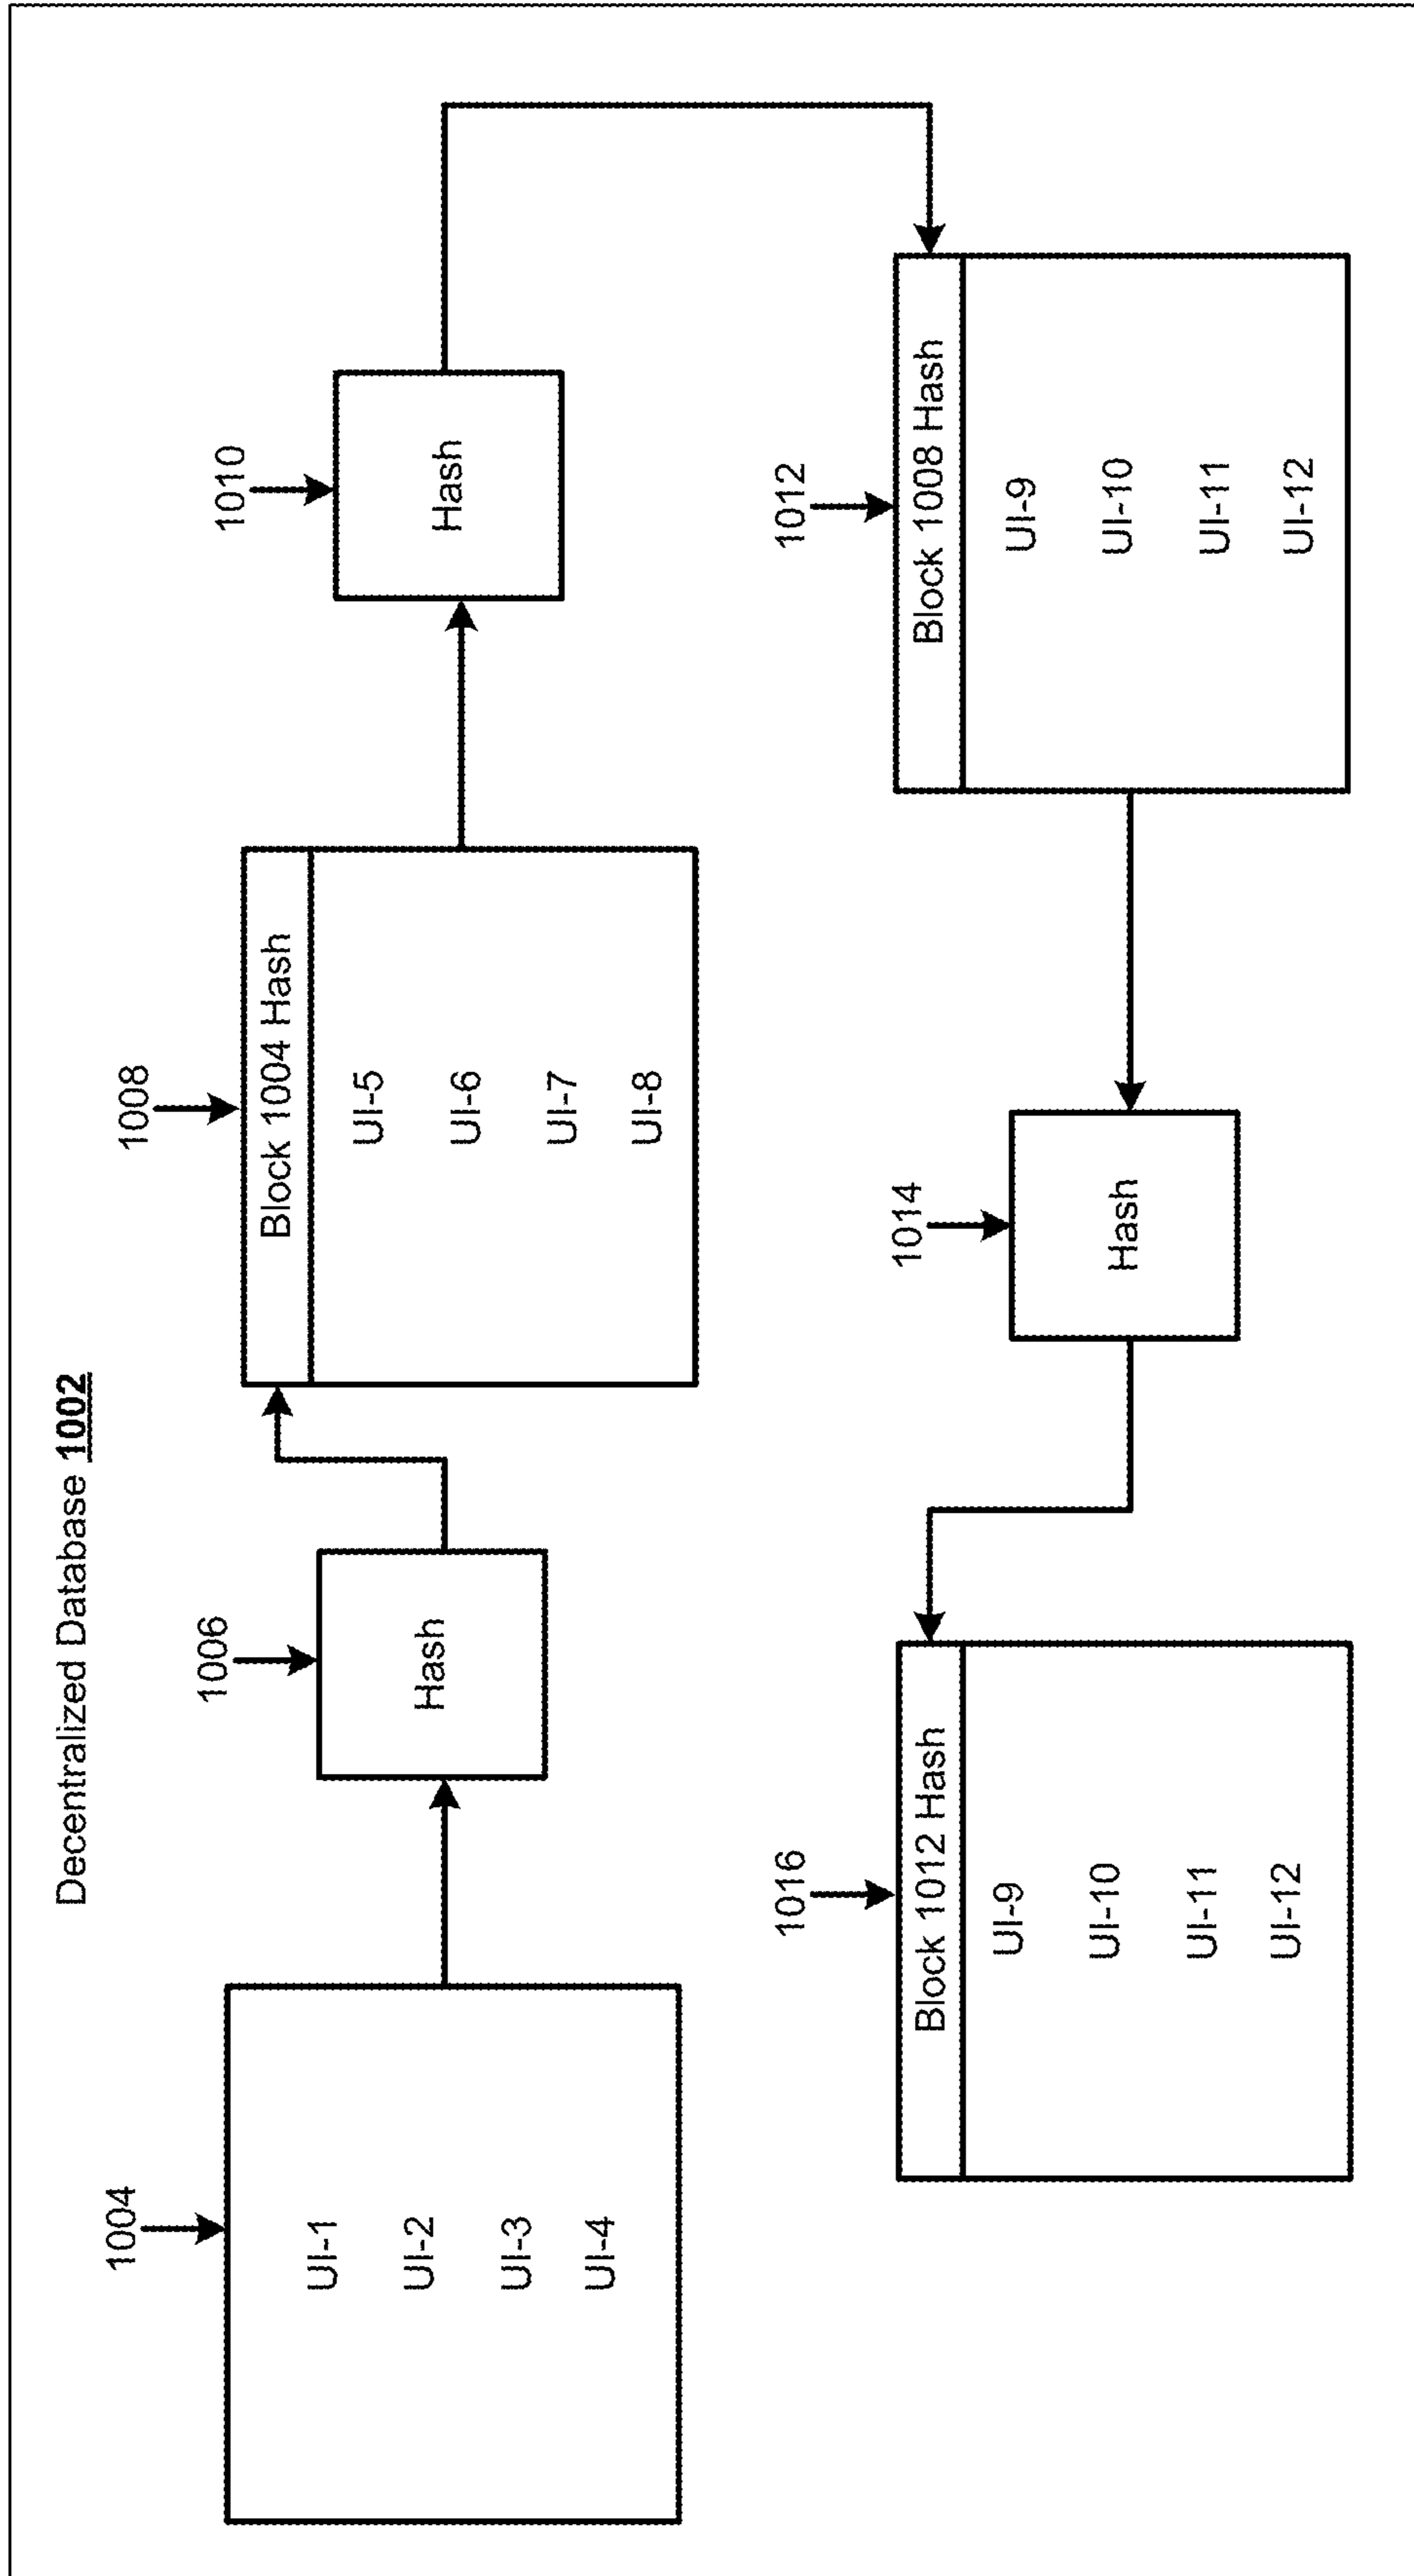 Decentralized Database 1002
1004
UI-1
UI-2
UI-3
UI-4
1006
Hash
1008
Block 1004 Hash
UI-5
UI-6
UI-7
UI-8
1010
Hash
1012
Block 1008 Hash
UI-9
UI-10
UI-11
UI-12
1014
Hash
1016
Block 1012 Hash
UI-9
UI-10
UI-11
UI-12